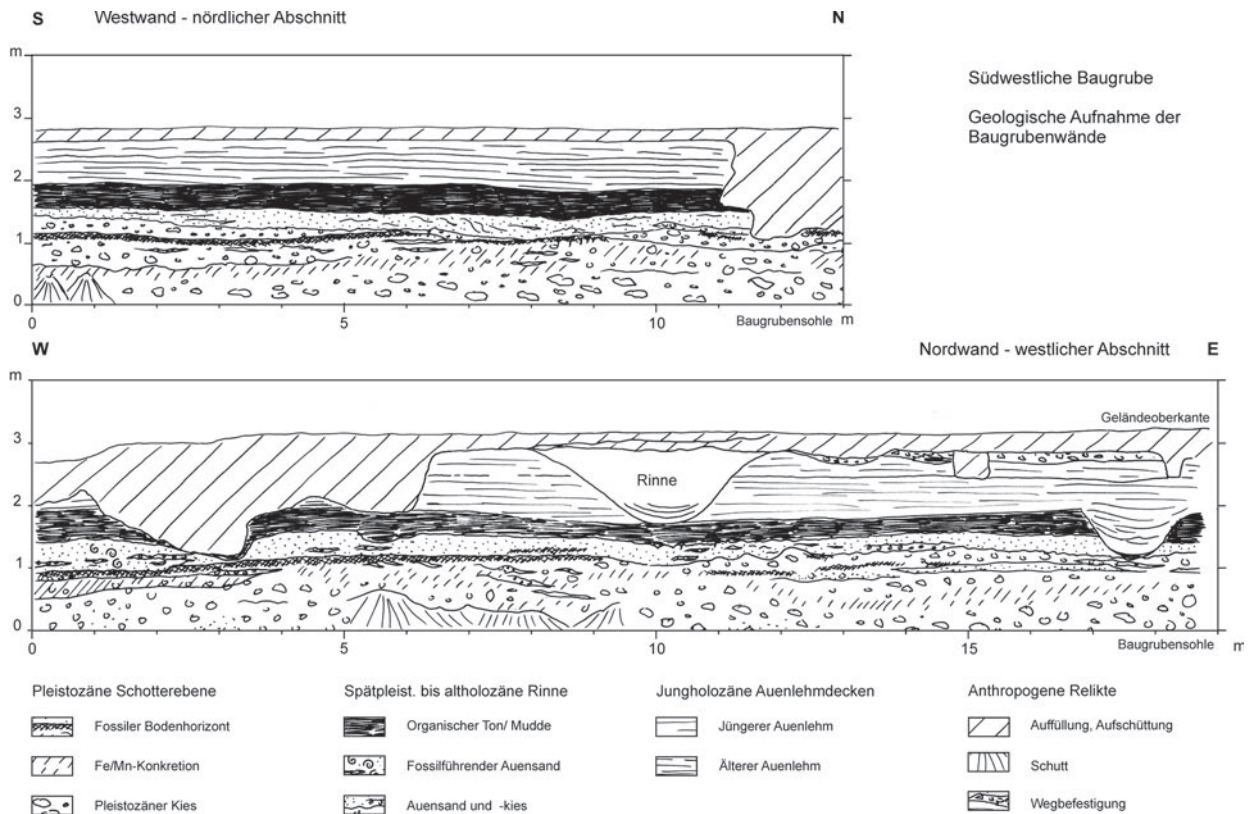 S Westwand - nördlicher Abschnitt N
m
3
2
1
0
0 5 10 Baugrubensohle m
Südwestliche Baugrube
Geologische Aufnahme der
Baugrubenwände
W Nordwand - westlicher Abschnitt E
m
Geländeoberkante
3
Rinne
2
1
0
0 5 10 15 Baugrubensohle m
Pleistozäne Schotterebene
Fossiler Bodenhorizont
Fe/Mn-Konkretion
Pleistozäner Kies
Spätpleist. bis altholozäne Rinne
Organischer Ton/ Mudde
Fossilführender Auensand
Auensand und -kies
Jungholozäne Auenlehmdecken
Jüngerer Auenlehm
Älterer Auenlehm
Anthropogene Relikte
Auffüllung, Aufschüttung
Schutt
Wegbefestigung